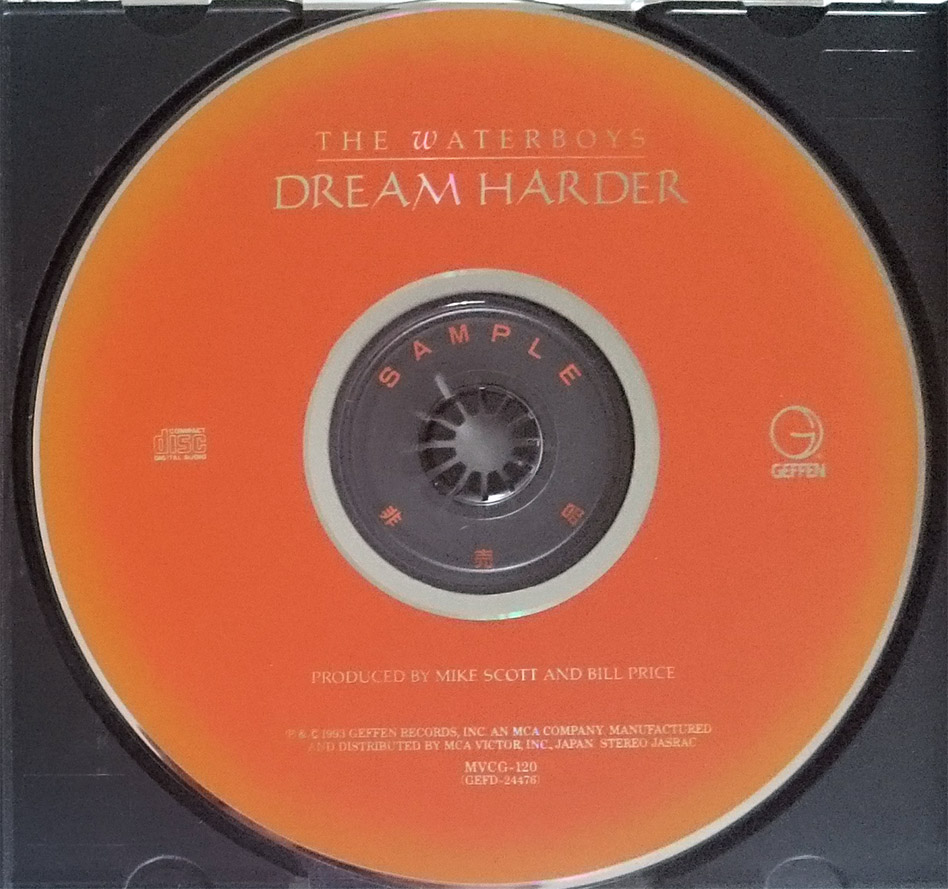 THE WATERBOYS
DREAM HARDER
SAMPLE
COMPACT
disc
DIGITAL AUDIO
G
GEFFEN
非売品
PRODUCED BY MIKE SCOTT AND BILL PRICE
℗ & © 1993 GEFFEN RECORDS, INC. AN MCA COMPANY. MANUFACTURED
AND DISTRIBUTED BY MCA VICTOR, INC., JAPAN STEREO JASRAC
MVCG-120
(GEFD-24476)